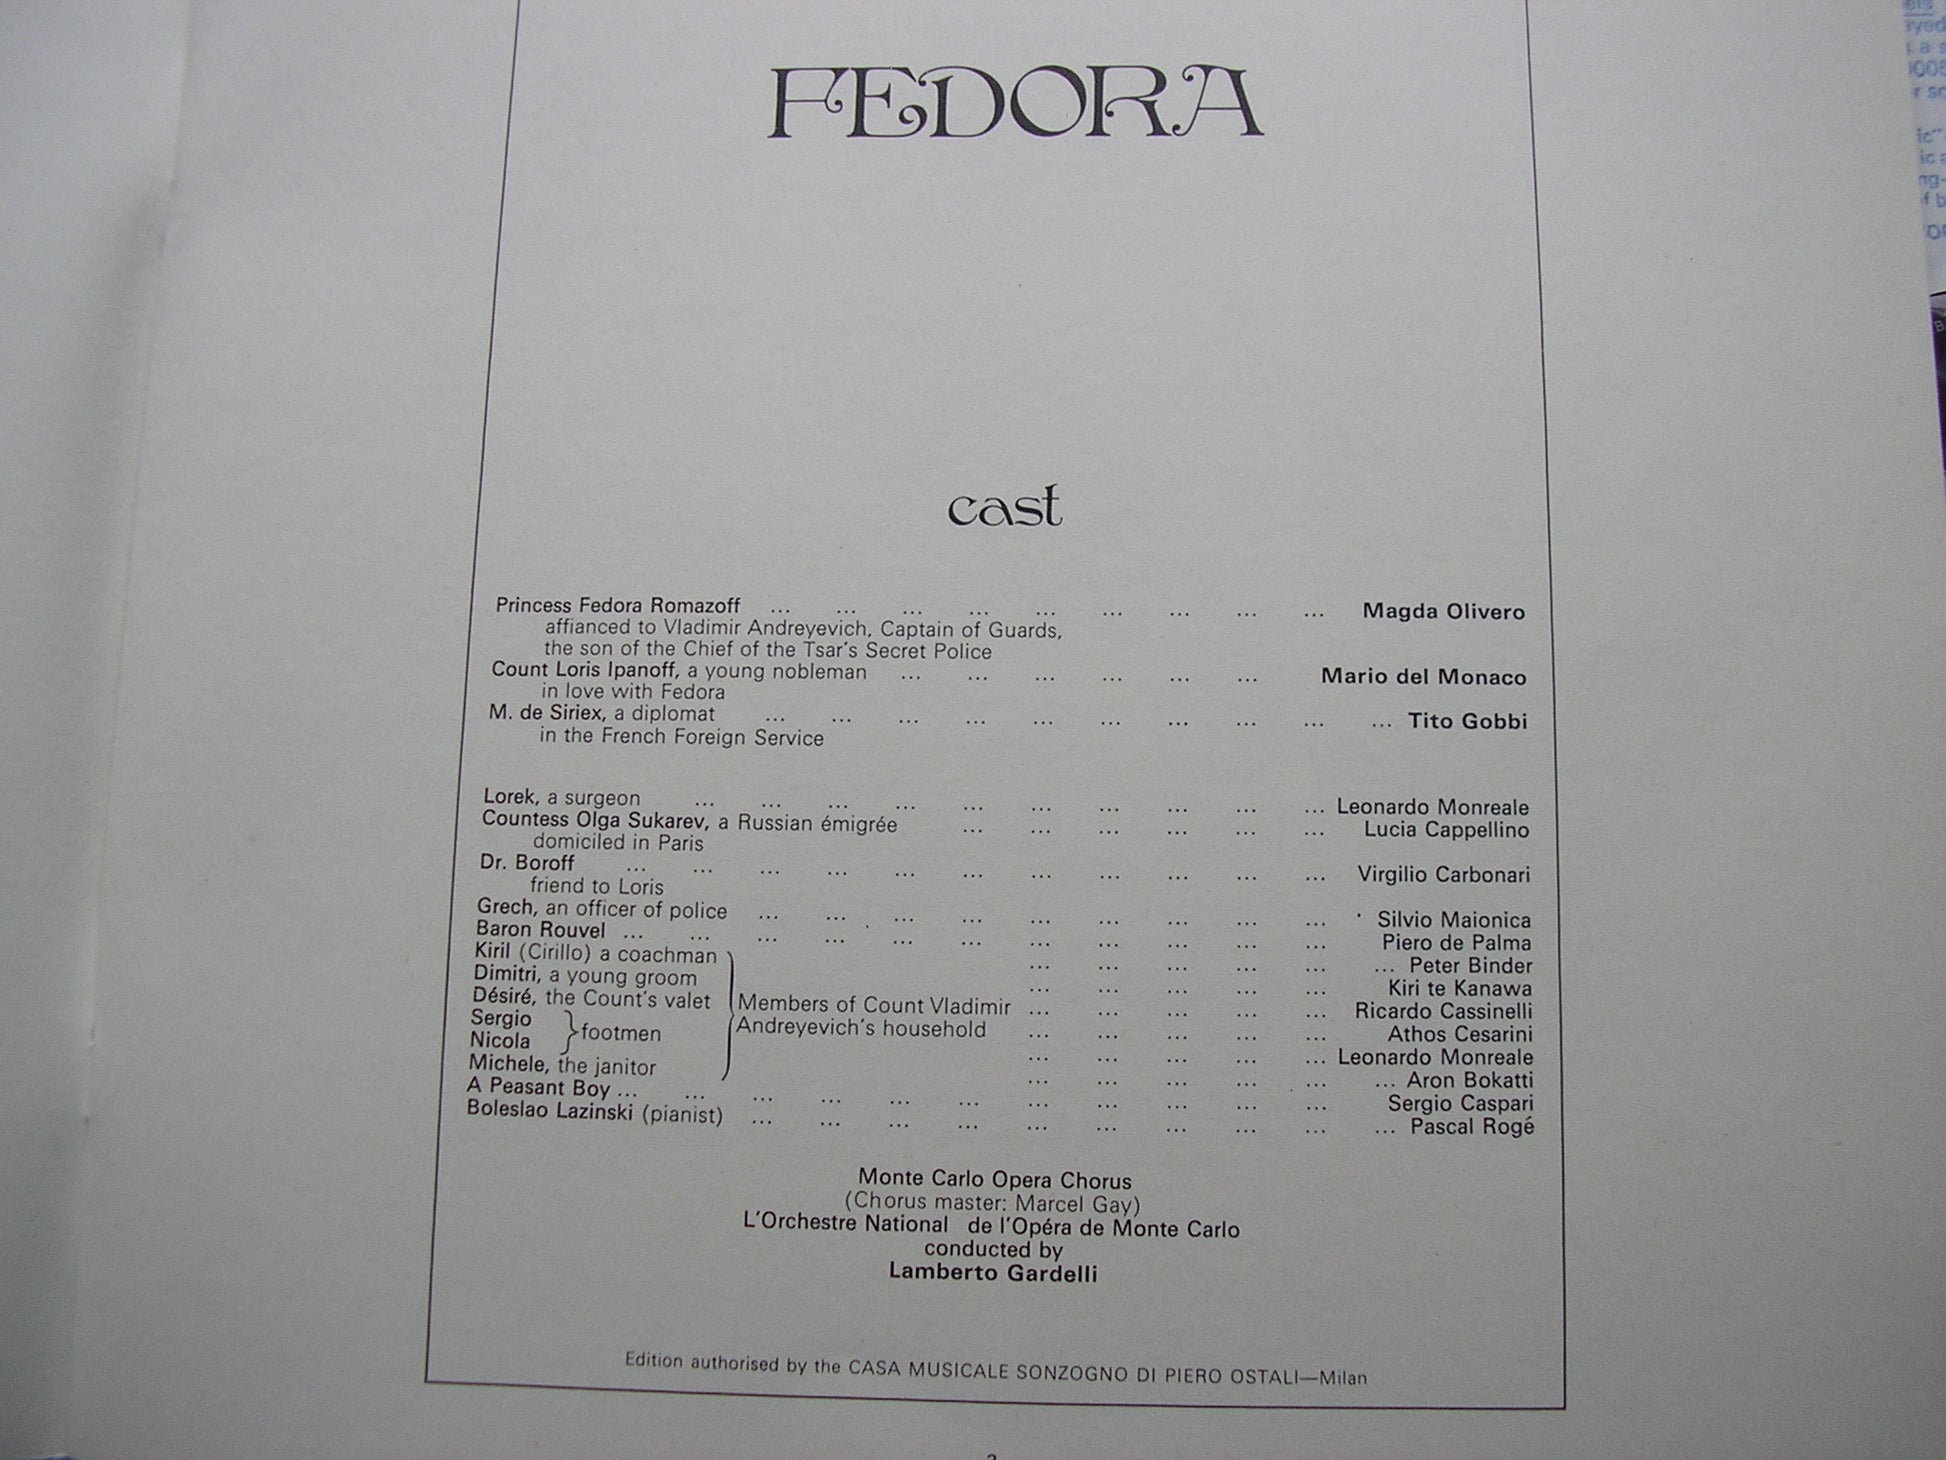 FEDORA
cast
Princess Fedora Romazoff ... ... ... ... ... ... ... ... ... Magda Olivero
affianced to Vladimir Andreyevich, Captain of Guards,
the son of the Chief of the Tsar's Secret Police
Count Loris Ipanoff, a young nobleman ... ... ... ... ... ... Mario del Monaco
in love with Fedora
M. de Siriex, a diplomat ... ... ... ... ... ... ... ... ... ... Tito Gobbi
in the French Foreign Service
Lorek, a surgeon ... ... ... ... ... ... ... ... ... ... Leonardo Monreale
Countess Olga Sukarev, a Russian émigrée ... ... ... ... ... ... Lucia Cappellino
domiciled in Paris
Dr. Boroff ... ... ... ... ... ... ... ... ... ... ... Virgilio Carbonari
friend to Loris
Grech, an officer of police ... ... ... ... ... ... ... ... ... Silvio Maionica
Baron Rouvel ... ... ... ... ... ... ... ... ... ... ... Piero de Palma
Kiril (Cirillo) a coachman ... ... ... ... ... ... Peter Binder
Dimitri, a young groom ... ... ... ... ... Kiri te Kanawa
Désiré, the Count's valet Members of Count Vladimir ... ... ... ... ... Ricardo Cassinelli
Sergio footmen Andreyevich's household ... ... ... ... ... Athos Cesarini
Nicola ... ... ... ... ... Leonardo Monreale
Michele, the janitor ... ... ... ... ... ... Aron Bokatti
A Peasant Boy ... ... ... ... ... ... ... ... ... ... ... Sergio Caspari
Boleslao Lazinski (pianist) ... ... ... ... ... ... ... ... ... ... Pascal Rogé
Monte Carlo Opera Chorus
(Chorus master: Marcel Gay)
L'Orchestre National de l'Opéra de Monte Carlo
conducted by
Lamberto Gardelli
Edition authorised by the CASA MUSICALE SONZOGNO DI PIERO OSTALI—Milan